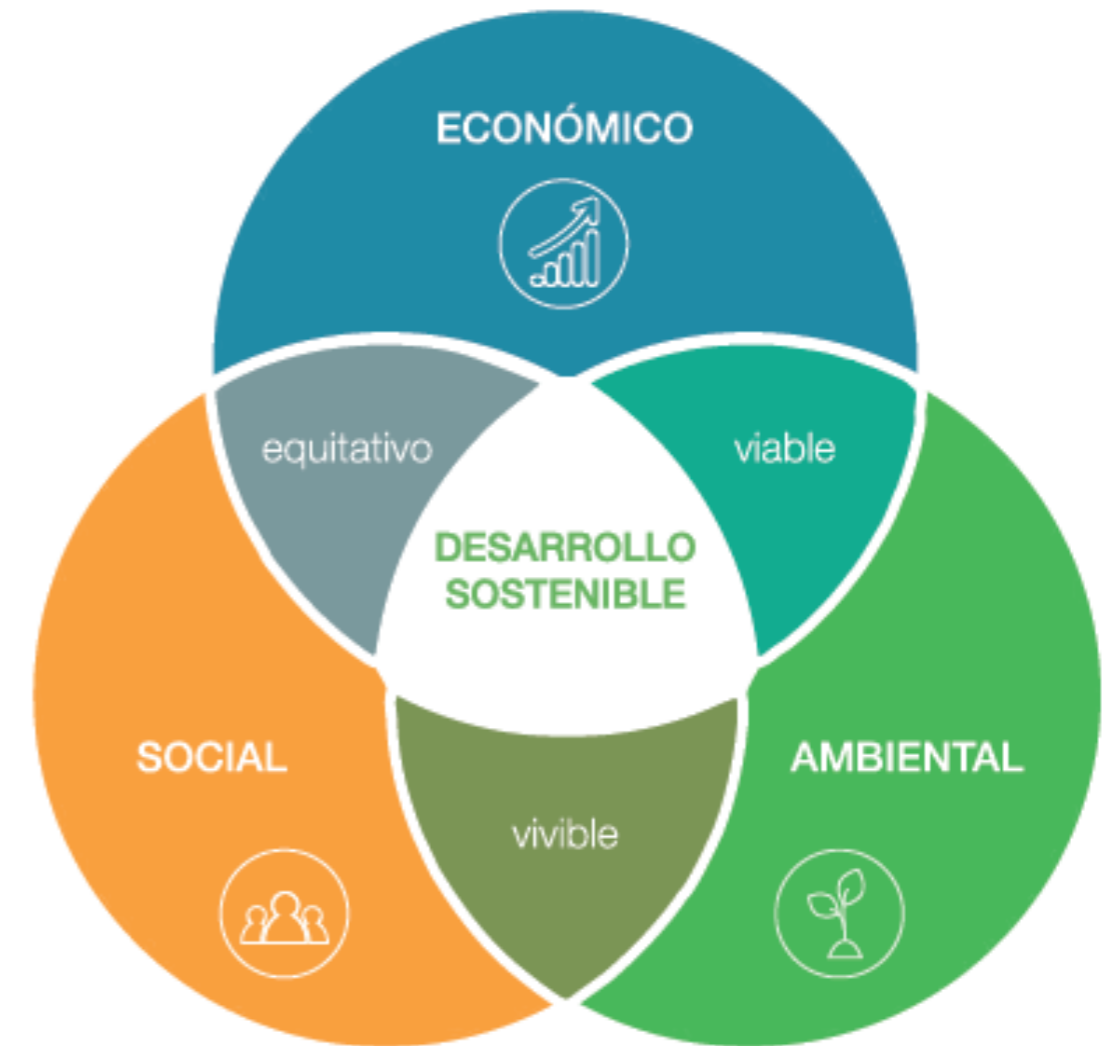 ECONÓMICO
equitativo
viable
DESARROLLO
SOSTENIBLE
SOCIAL
AMBIENTAL
vivible